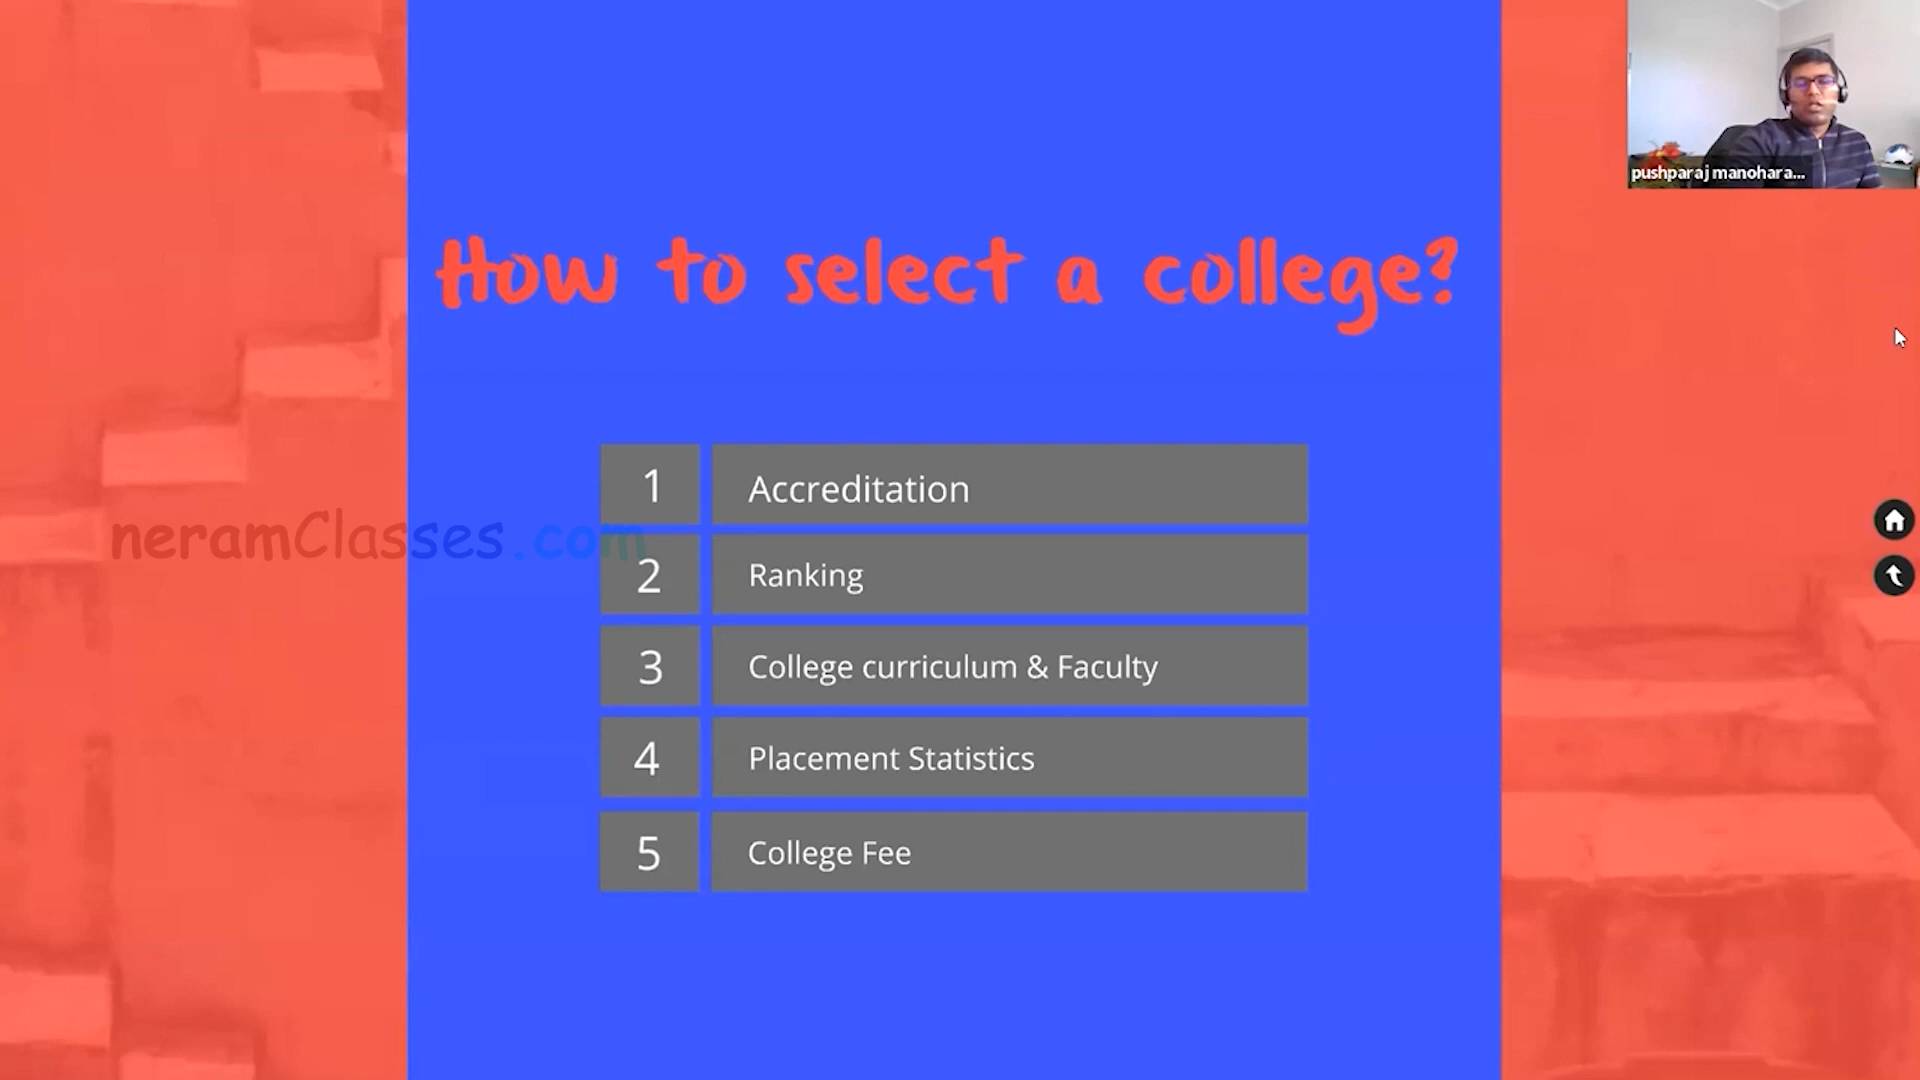 pushparaj manohara...
How to select a college?
1 Accreditation
neramClasses.com
2 Ranking
3 College curriculum & Faculty
4 Placement Statistics
5 College Fee